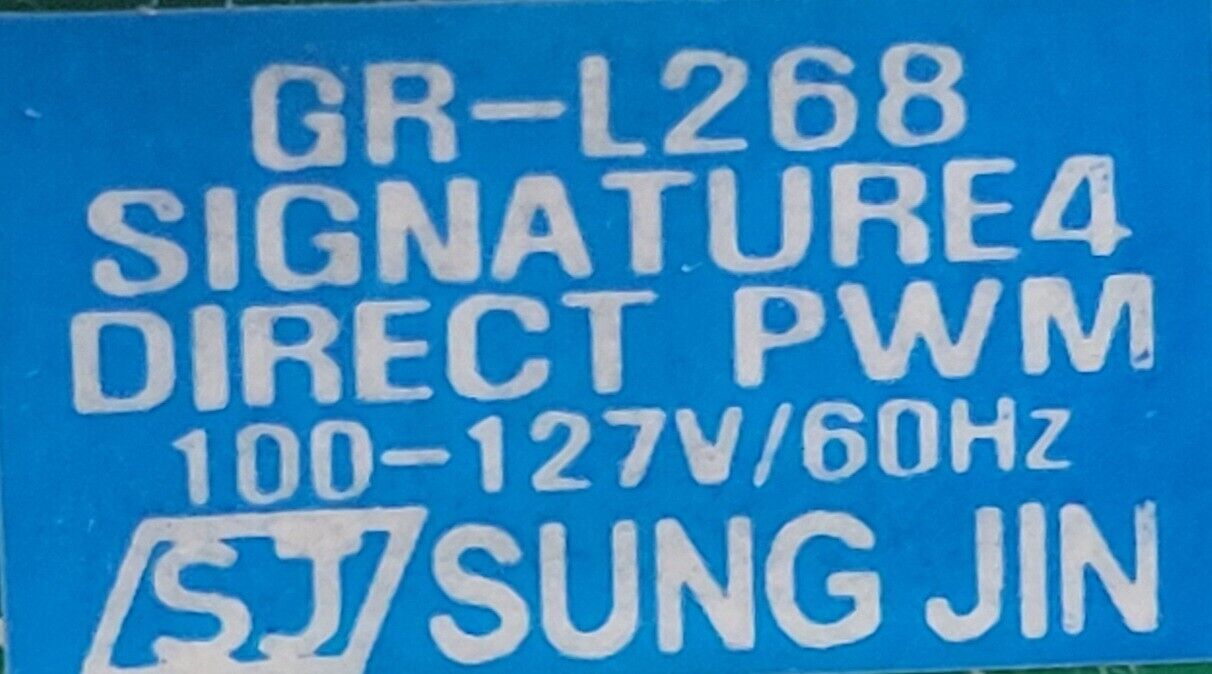 GR-L268
SIGNATURE4
DIRECT PWM
100-127V/60Hz
SJ SUNG JIN